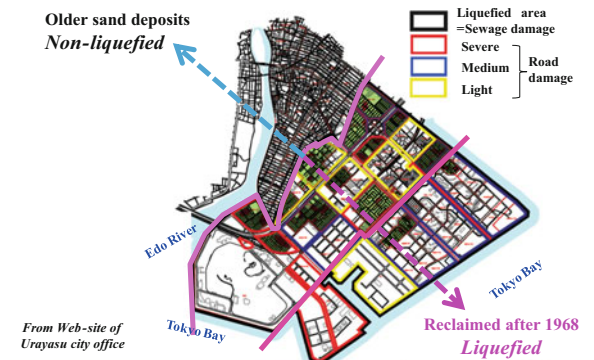 Older sand deposits
Non-liquefied
Liquefied area
=Sewage damage
Severe
Medium
Light
Road
damage
Edo River
Tokyo Bay
Tokyo Bay
From Web-site of
Urayasu city office
Reclaimed after 1968
Liquefied